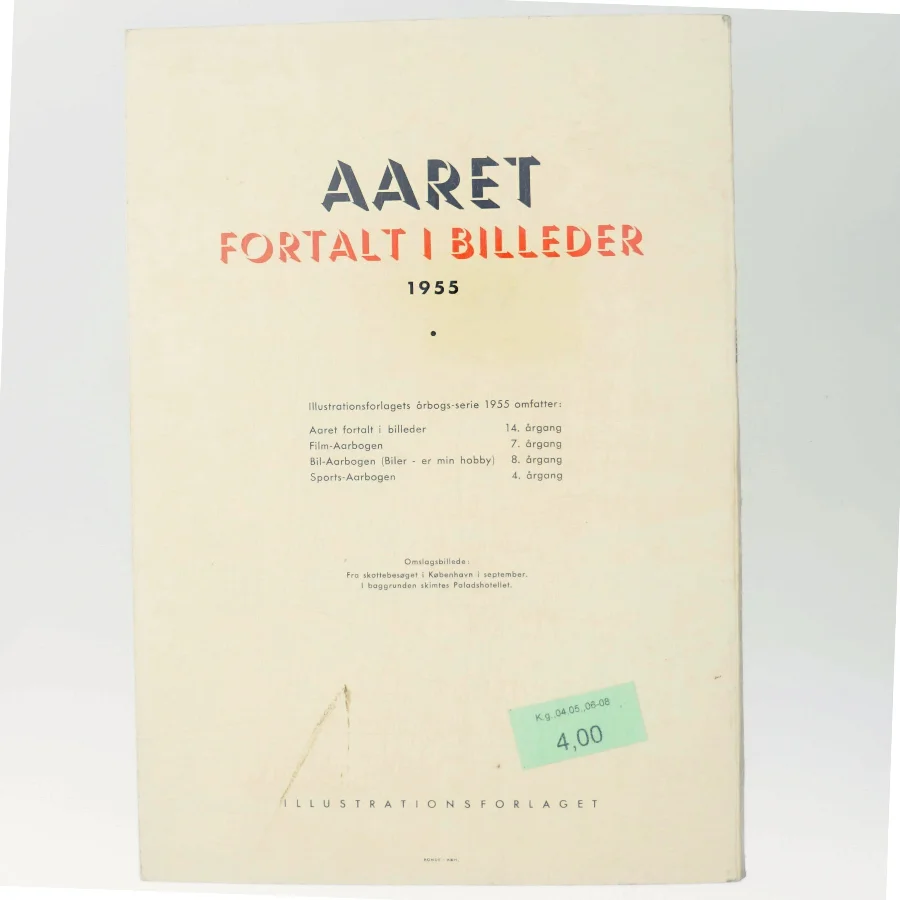 AARET
FORTALT I BILLEDER
1955
•
Illustrationsforlagets årbogs-serie 1955 omfatter:
Aaret fortalt i billeder 14. årgang
Film-Aarbogen 7. årgang
Bil-Aarbogen (Biler - er min hobby) 8. årgang
Sports-Aarbogen 4. årgang
Omslagsbillede:
Fra skottebesøget i København i september.
I baggrunden skimtes Paladshotellet.
K.g..04.05..06-08
4,00
ILLUSTRATIONSFORLAGET